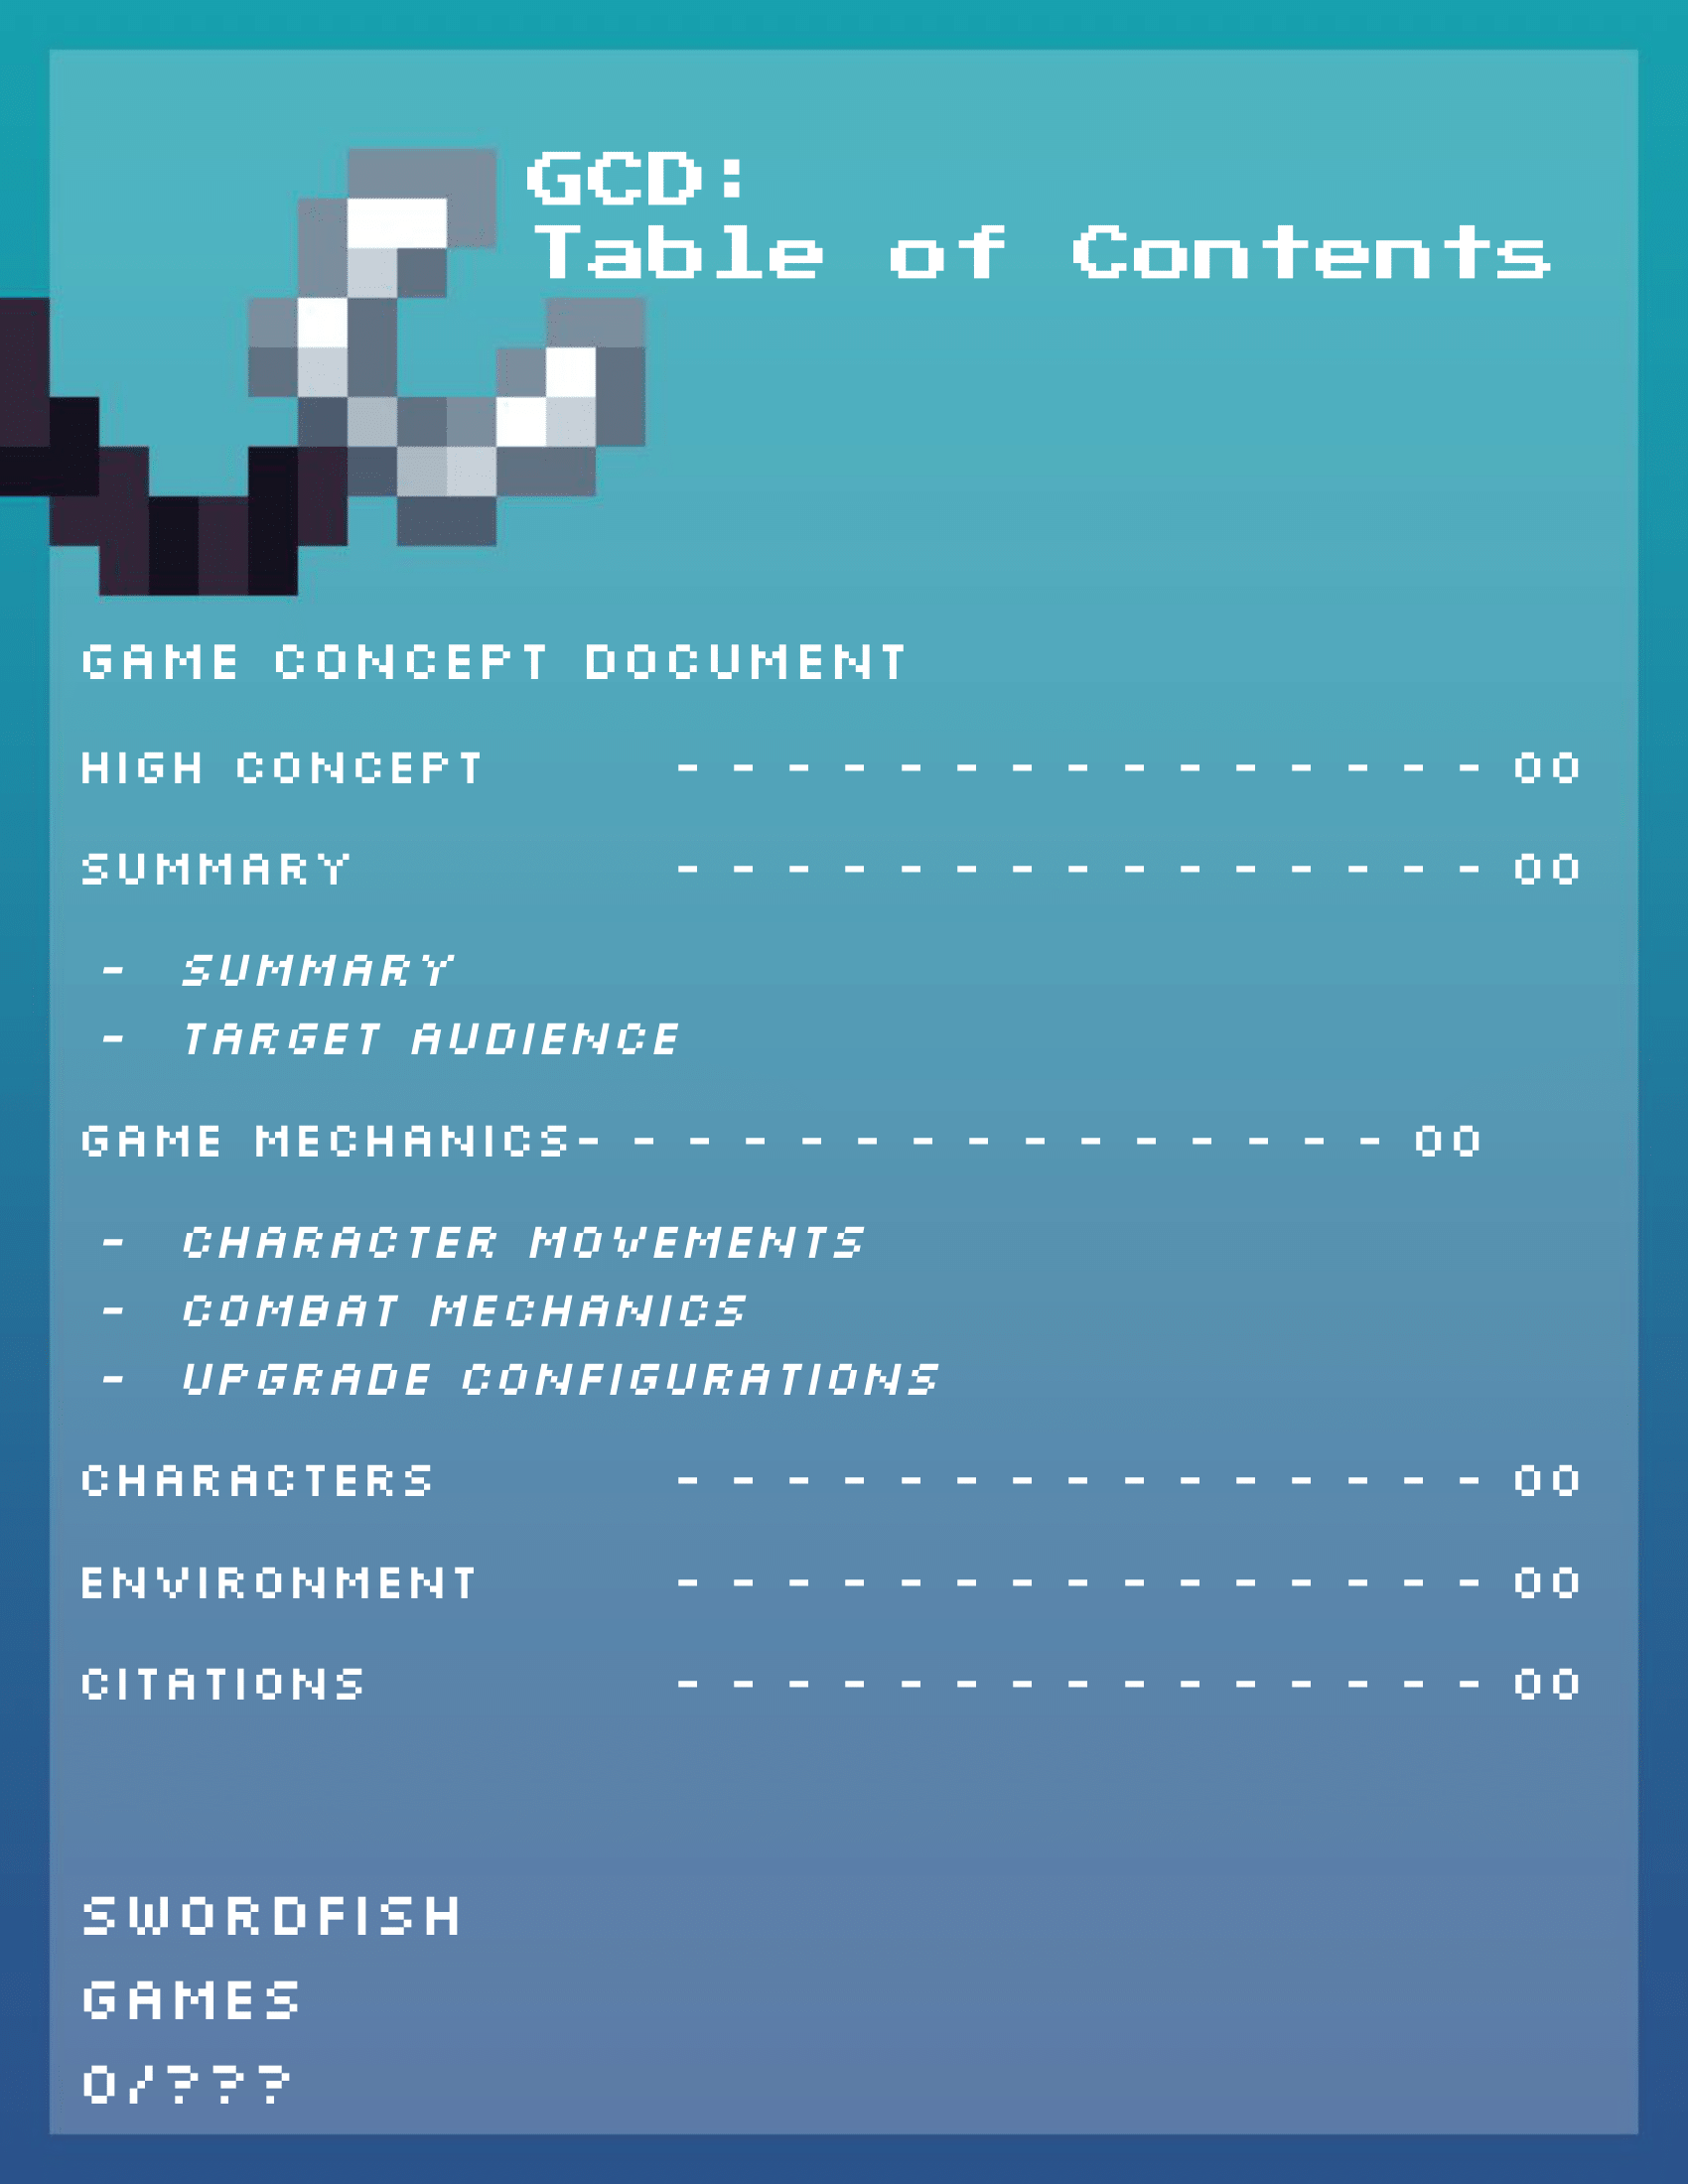 GCD:
Table of Contents
GAME CONCEPT DOCUMENT
HIGH CONCEPT - - - - - - - - - - - - - - - 00
SUMMARY - - - - - - - - - - - - - - - 00
- SUMMARY
- TARGET AUDIENCE
GAME MECHANICS- - - - - - - - - - - - - - - 00
- CHARACTER MOVEMENTS
- COMBAT MECHANICS
- UPGRADE CONFIGURATIONS
CHARACTERS - - - - - - - - - - - - - - - 00
ENVIRONMENT - - - - - - - - - - - - - - - 00
CITATIONS - - - - - - - - - - - - - - - 00
SWORDFISH
GAMES
0/???